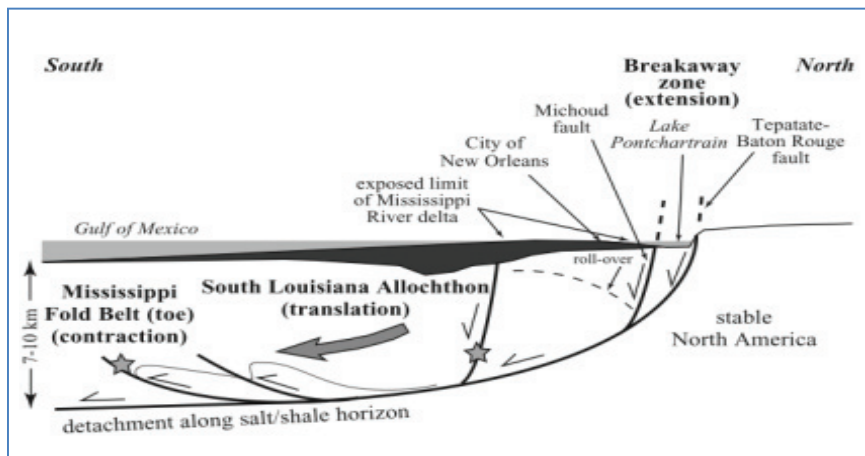 South
Breakaway
zone
(extension)
North
Michoud
fault
Lake
Pontchartrain
Tepatate-
Baton Rouge
fault
City of
New Orleans
exposed limit
of Mississippi
River delta
Gulf of Mexico
roll-over
Mississippi
Fold Belt (toe)
(contraction)
South Louisiana Allochthon
(translation)
stable
North America
7-10 km
detachment along salt/shale horizon